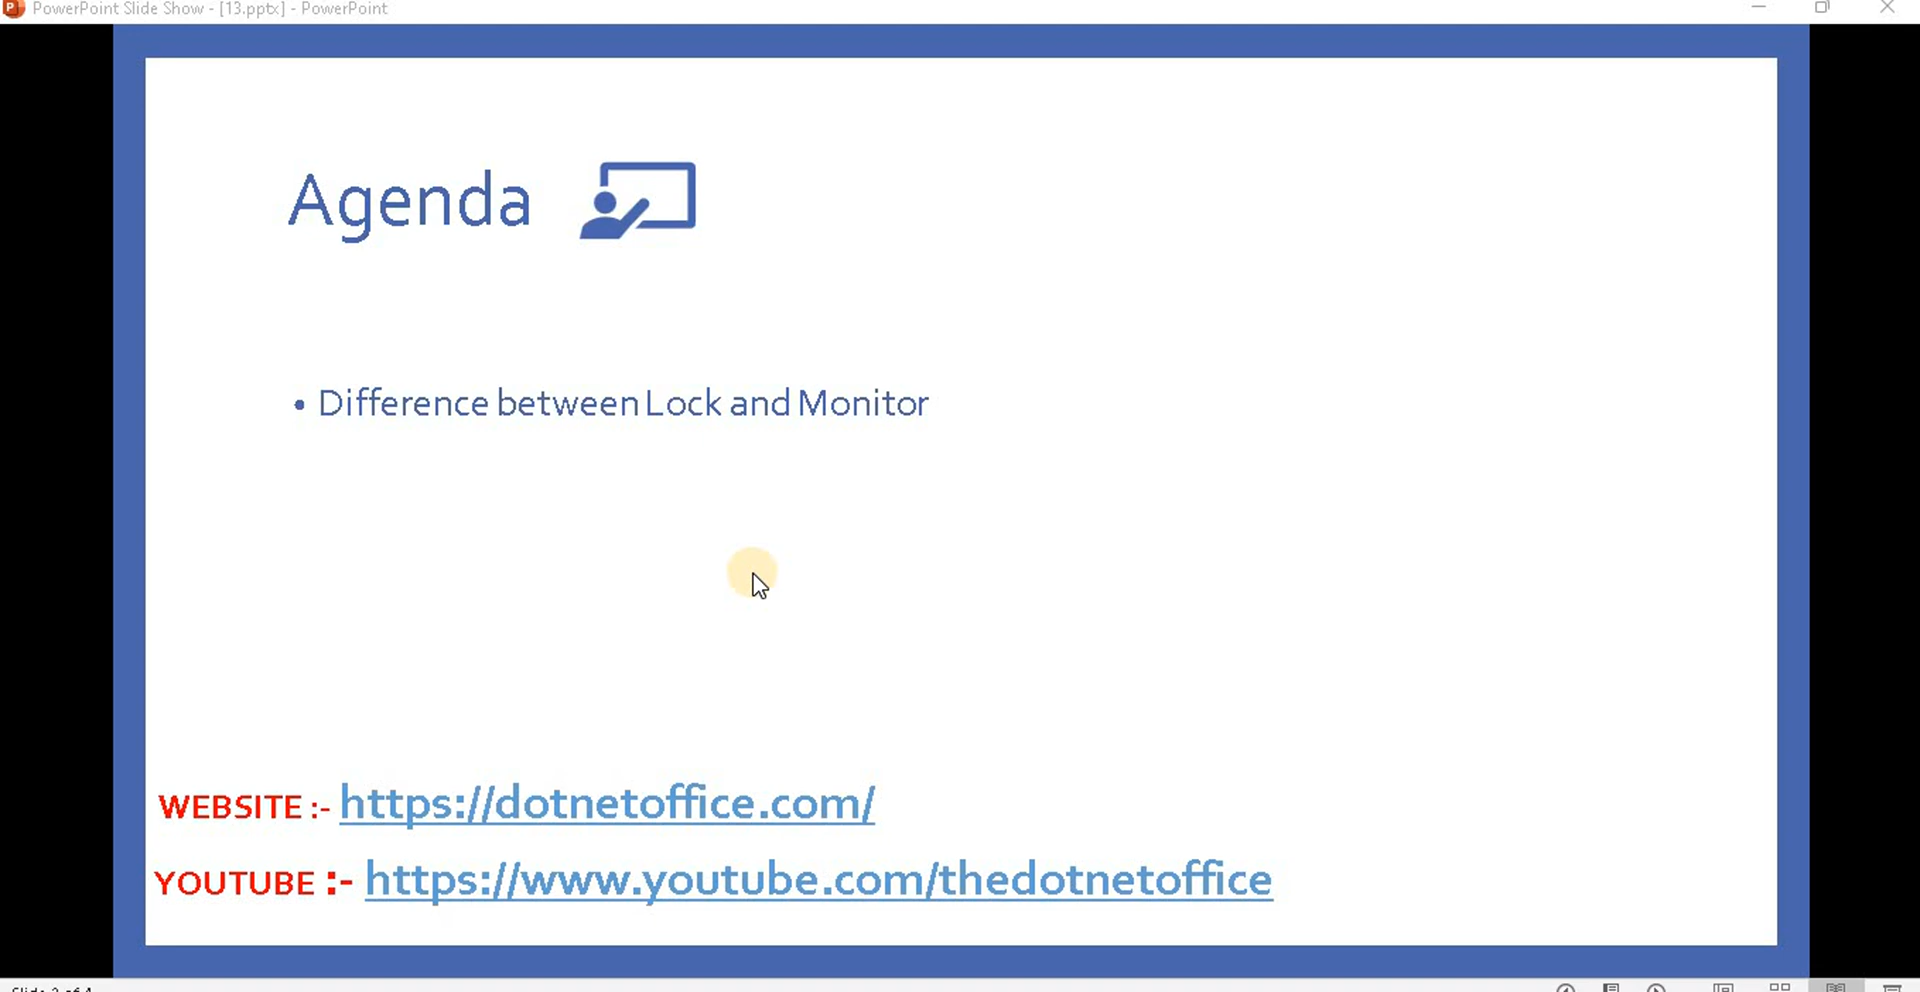 PowerPoint Slide Show - [13.pptx] - PowerPoint
Agenda
• Difference between Lock and Monitor
WEBSITE :- https://dotnetoffice.com/
YOUTUBE :- https://www.youtube.com/thedotnetoffice